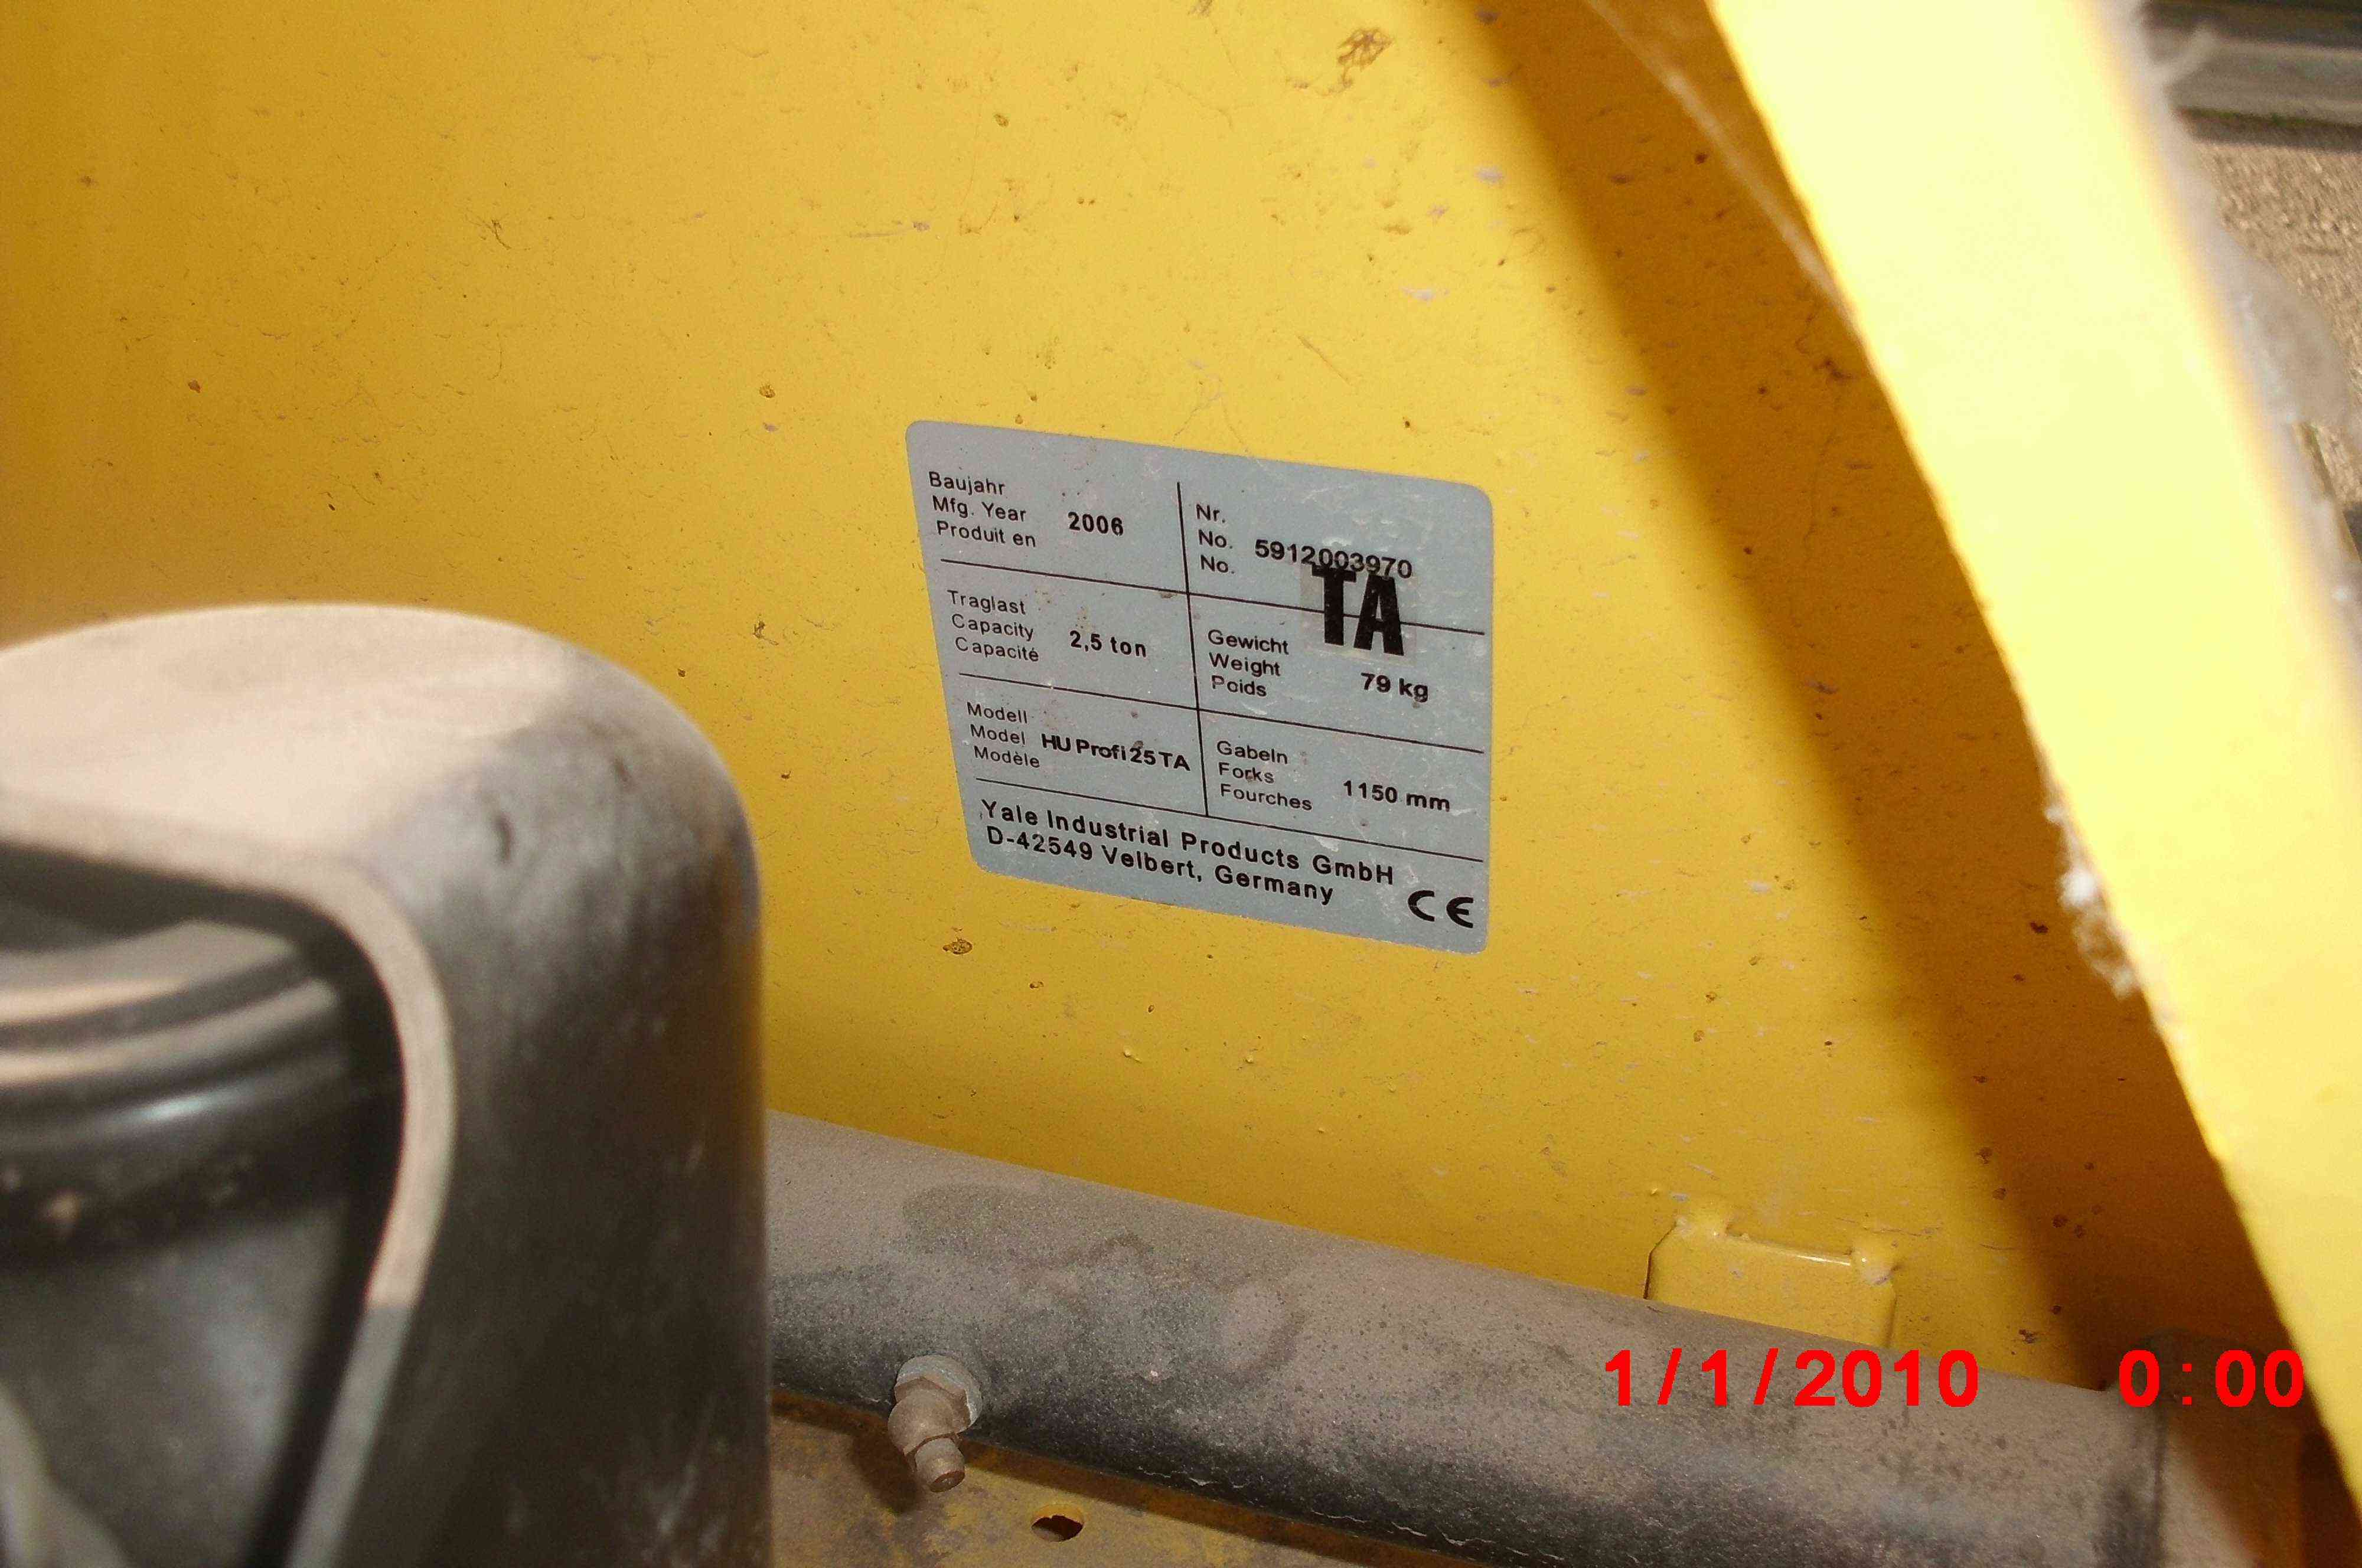 Baujahr
Mfg. Year 2006
Produit en
Nr.
No. 5912003970
No.
TA
Traglast
Capacity 2,5 ton
Capacité
Gewicht
Weight
Poids 79 kg
Modell
Model HU Profi 25 TA
Modèle
Gabeln
Forks 1150 mm
Fourches
Yale Industrial Products GmbH
D-42549 Velbert, Germany
CE
1/1/2010 0:00